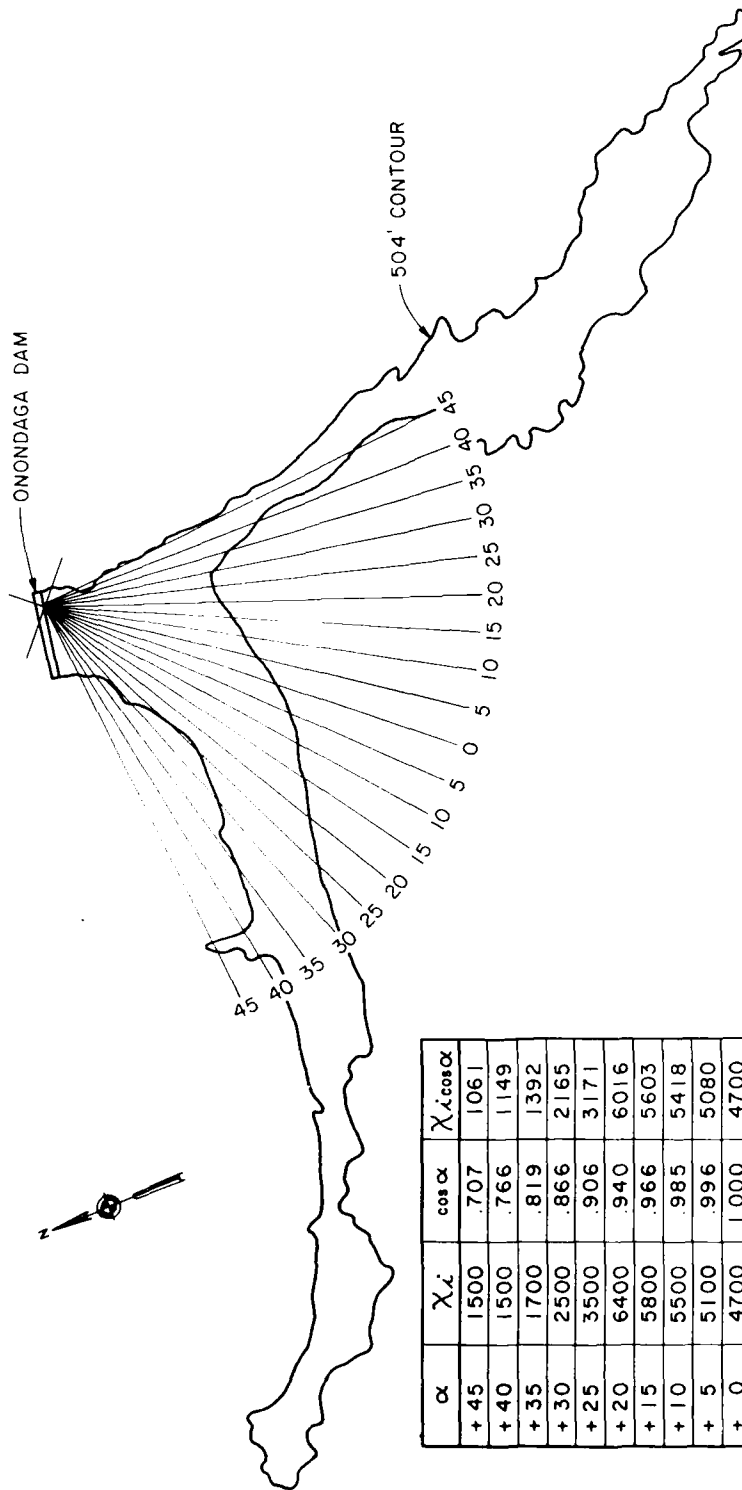 ONONDAGA DAM
504' CONTOUR
45
40
35
30
25
20
15
10
5
0
5
10
15
20
25
30
35
40
45
N
α χi cos α χi cos α
+ 45 1500 .707 1061
+ 40 1500 .766 1149
+ 35 1700 .819 1392
+ 30 2500 .866 2165
+ 25 3500 .906 3171
+ 20 6400 .940 6016
+ 15 5800 .966 5603
+ 10 5500 .985 5418
+ 5 5100 .996 5080
+ 0 4700 1.000 4700